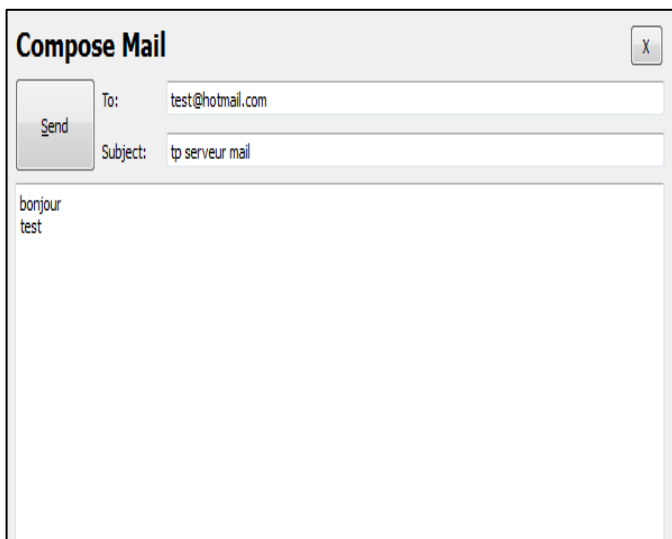 Compose Mail
X
Send
To:
test@hotmail.com
Subject:
tp serveur mail
bonjour
test